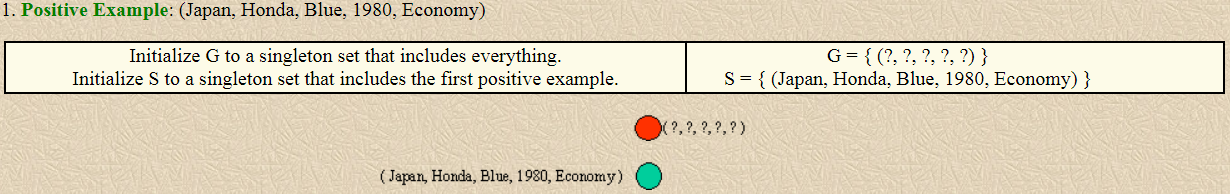 1. Positive Example: (Japan, Honda, Blue, 1980, Economy)
Initialize G to a singleton set that includes everything.
Initialize S to a singleton set that includes the first positive example.
G = { (?, ?, ?, ?, ?) }
S = { (Japan, Honda, Blue, 1980, Economy) }
( ?, ?, ?, ?, ? )
( Japan, Honda, Blue, 1980, Economy )